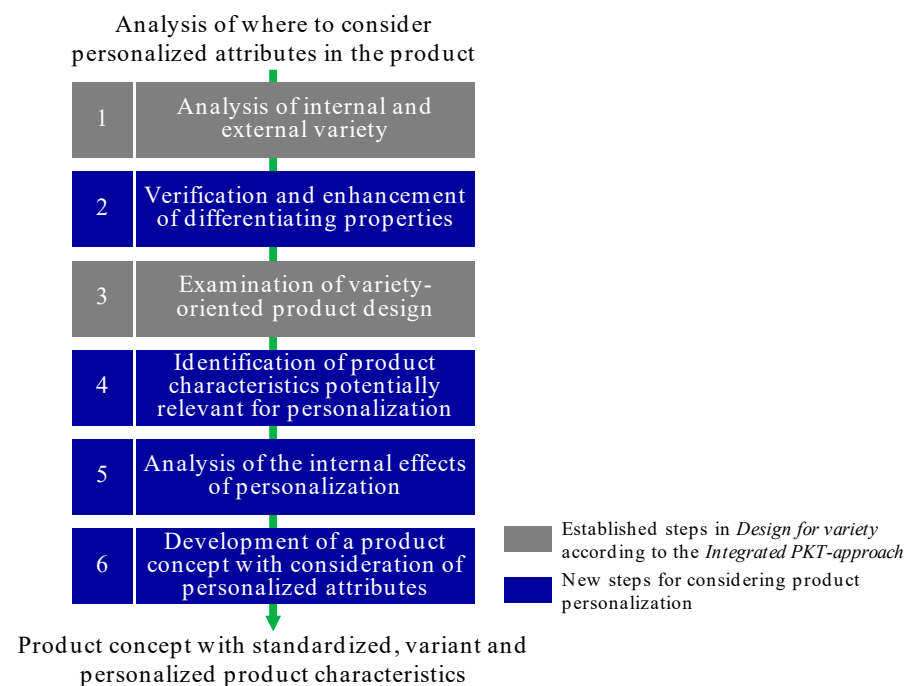 Analysis of where to consider
personalized attributes in the product
1
Analysis of internal and
external variety
2
Verification and enhancement
of differentiating properties
3
Examination of variety-
oriented product design
4
Identification of product
characteristics potentially
relevant for personalization
5
Analysis of the internal effects
of personalization
6
Development of a product
concept with consideration of
personalized attributes
Established steps in Design for variety
according to the Integrated PKT-approach
New steps for considering product
personalization
Product concept with standardized, variant and
personalized product characteristics